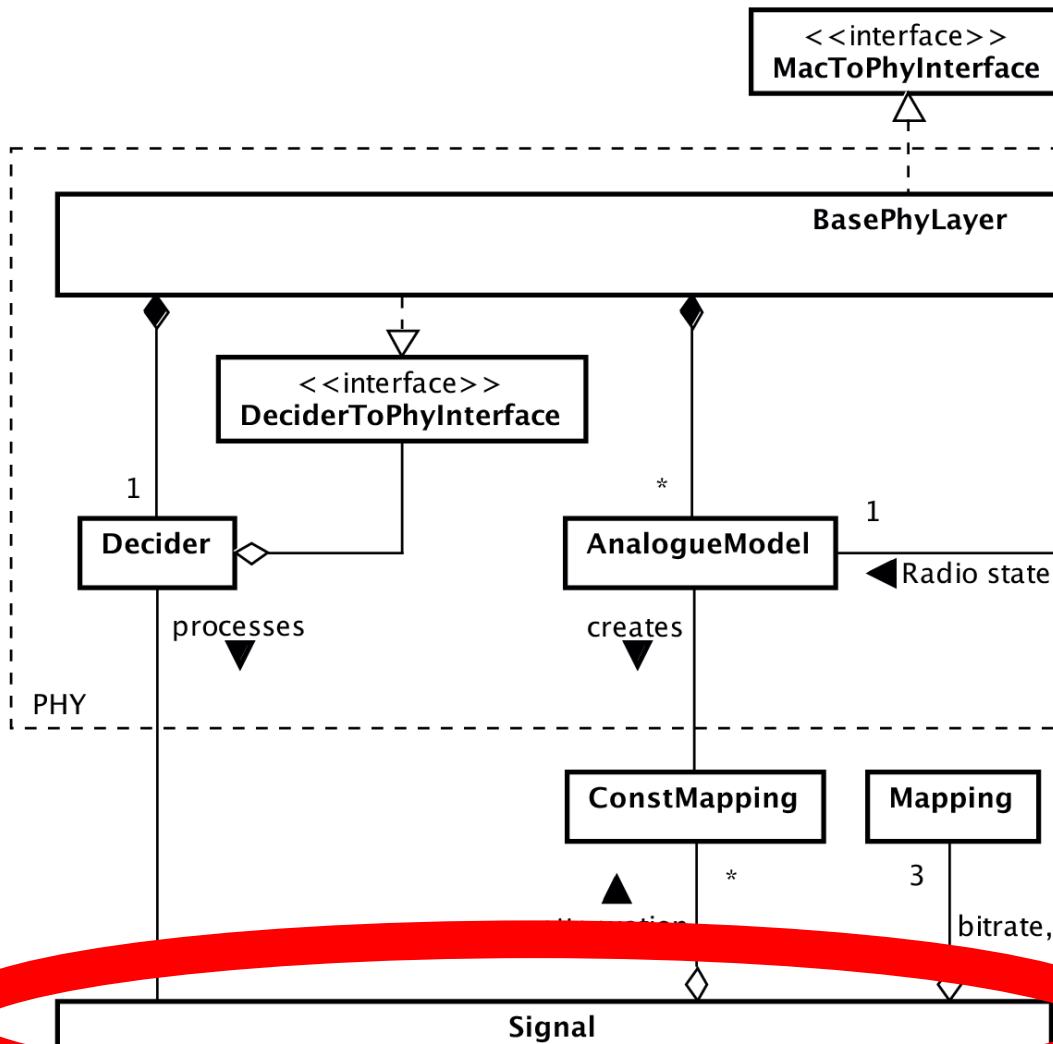 <<interface>>
MacToPhyInterface
BasePhyLayer
<<interface>>
DeciderToPhyInterface
1
*
Decider
AnalogueModel
1
Radio state
processes
creates
PHY
ConstMapping
Mapping
*
3
bitrate,
Signal